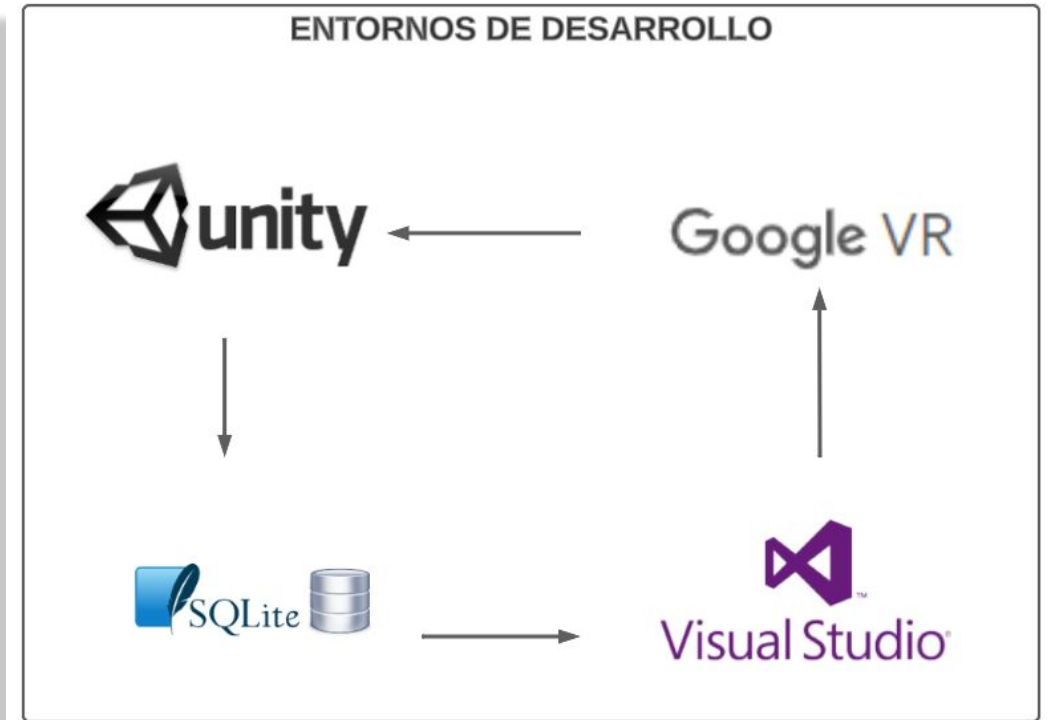 ENTORNOS DE DESARROLLO
unity
Google VR
SQLite
Visual Studio